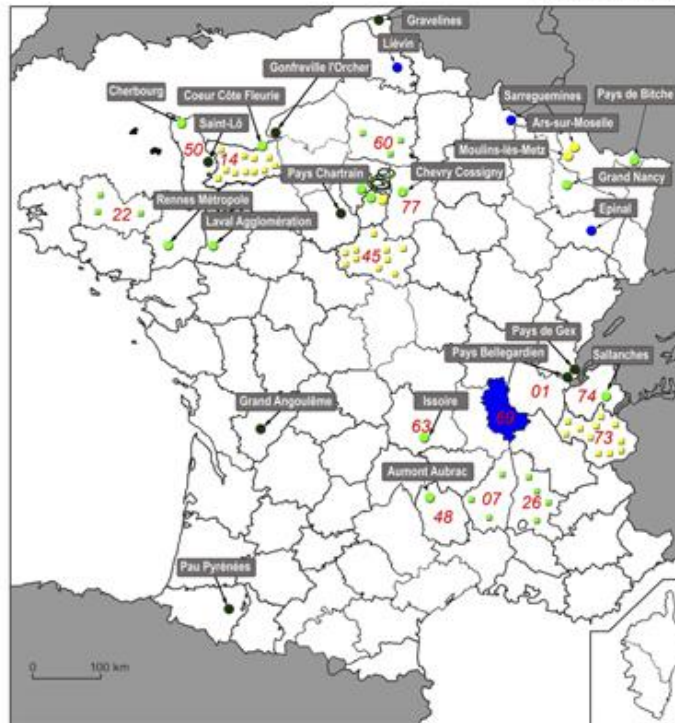 Gravelines
Liévin
Gonfreville l'Orcher
Cherbourg
Coeur Côte Fleurie
Sarreguemines
Pays de Bitche
Saint-Lô
Ars-sur-Moselle
50
14
60
Moulins-lès-Metz
Pays Chartrain
Chevry Cossigny
Grand Nancy
Rennes Métropole
77
22
Epinal
Laval Agglomération
45
Pays de Gex
Pays Bellegardien
Sallanches
01
74
Issoire
69
Grand Angoulême
63
73
Aumont Aubrac
07
26
48
Pau Pyrénées
0 100 km